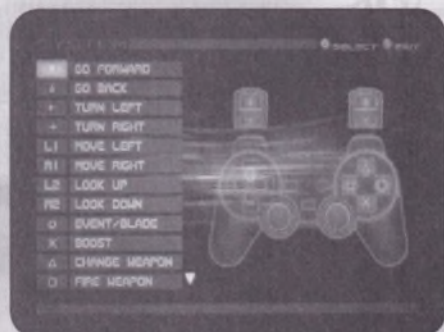 SYSTEM
SELECT EXIT
↑ GO FORWARD
↓ GO BACK
← TURN LEFT
→ TURN RIGHT
L1 MOVE LEFT
R1 MOVE RIGHT
L2 LOOK UP
R2 LOOK DOWN
○ EVENT/BLADE
X BOOST
△ CHANGE WEAPON
□ FIRE WEAPON